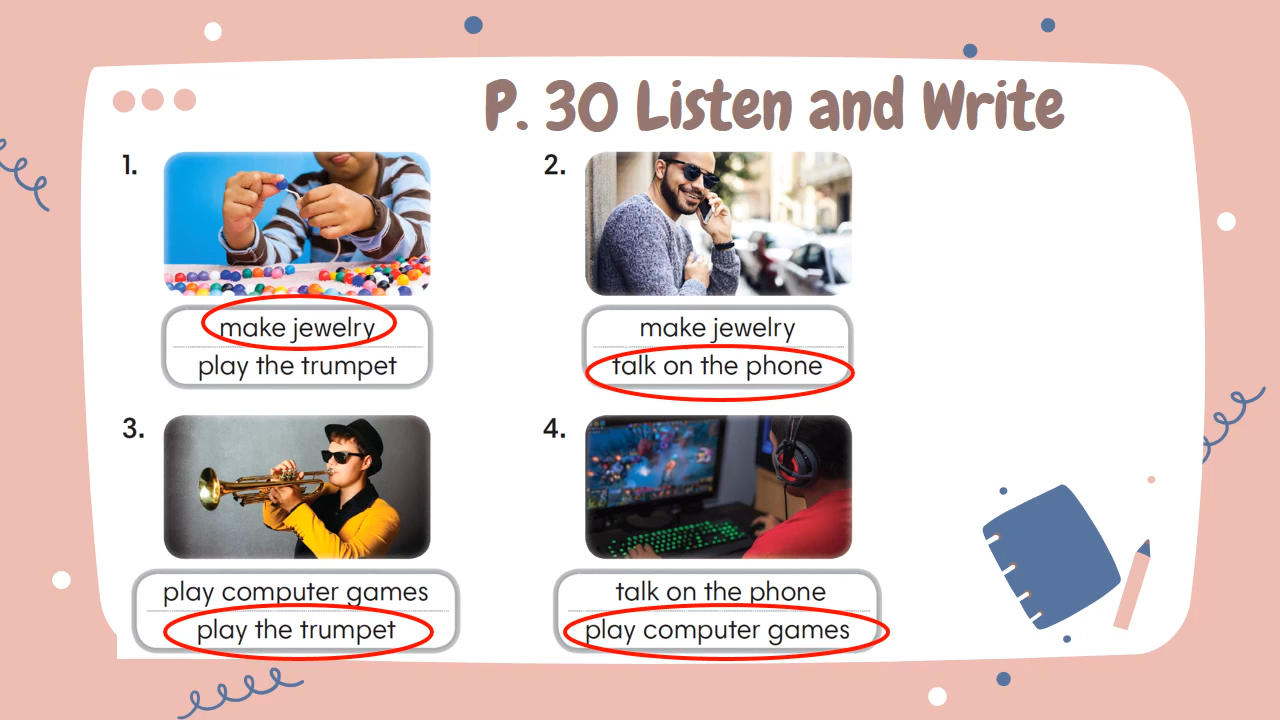 P. 30 Listen and Write
1.
make jewelry
play the trumpet
2.
make jewelry
talk on the phone
3.
play computer games
play the trumpet
4.
talk on the phone
play computer games